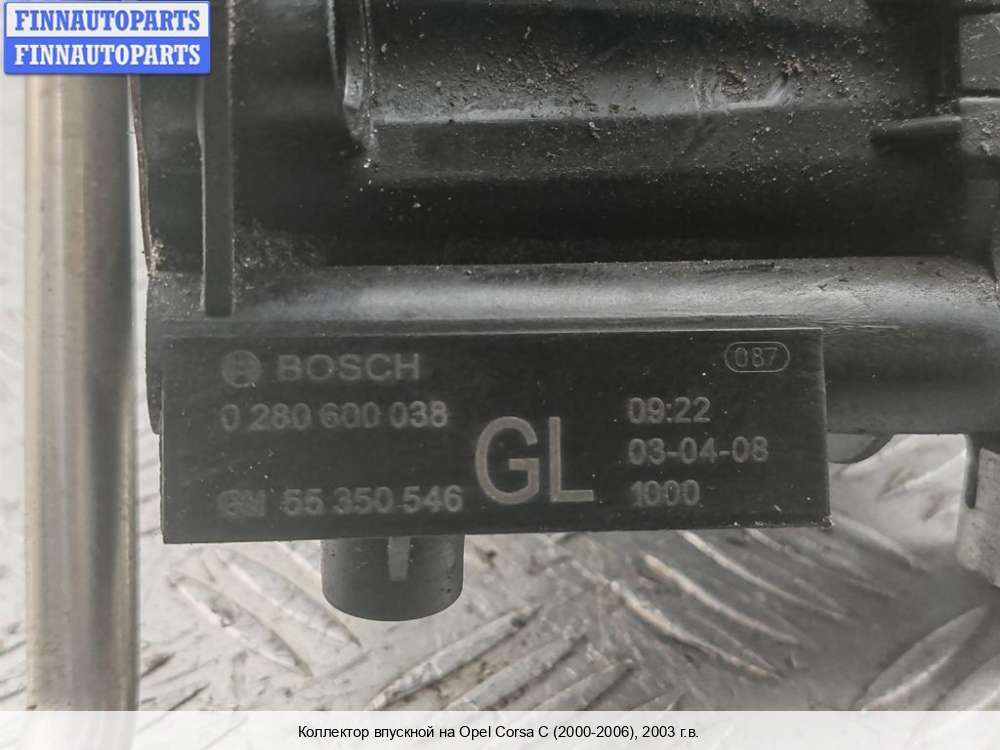 FINNAUTOPARTS
FINNAUTOPARTS
BOSCH
087
0 280 600 038
GL
09:22
03-04-08
GM 55 350 546
1000
Коллектор впускной на Opel Corsa C (2000-2006), 2003 г.в.